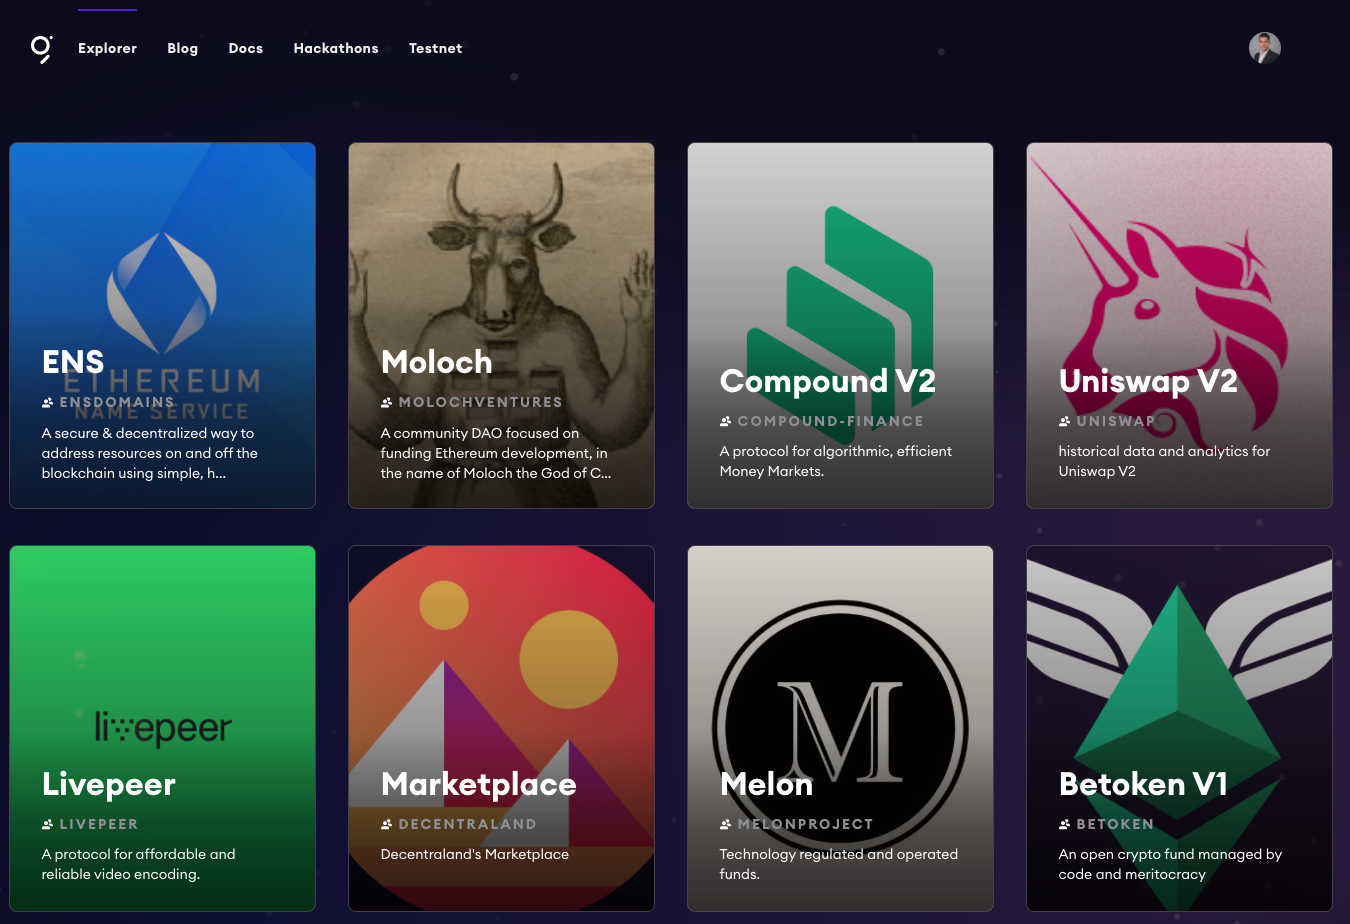 Explorer Blog Docs Hackathons Testnet
ETHEREUM
NAME SERVICE
ENS
ENSDOMAINS
A secure & decentralized way to
address resources on and off the
blockchain using simple, h...
Moloch
MOLOCHVENTURES
A community DAO focused on
funding Ethereum development, in
the name of Moloch the God of C...
Compound V2
COMPOUND-FINANCE
A protocol for algorithmic, efficient
Money Markets.
Uniswap V2
UNISWAP
historical data and analytics for
Uniswap V2
livepeer
Livepeer
LIVEPEER
A protocol for affordable and
reliable video encoding.
Marketplace
DECENTRALAND
Decentraland's Marketplace
M
Melon
MELONPROJECT
Technology regulated and operated
funds.
Betoken V1
BETOKEN
An open crypto fund managed by
code and meritocracy